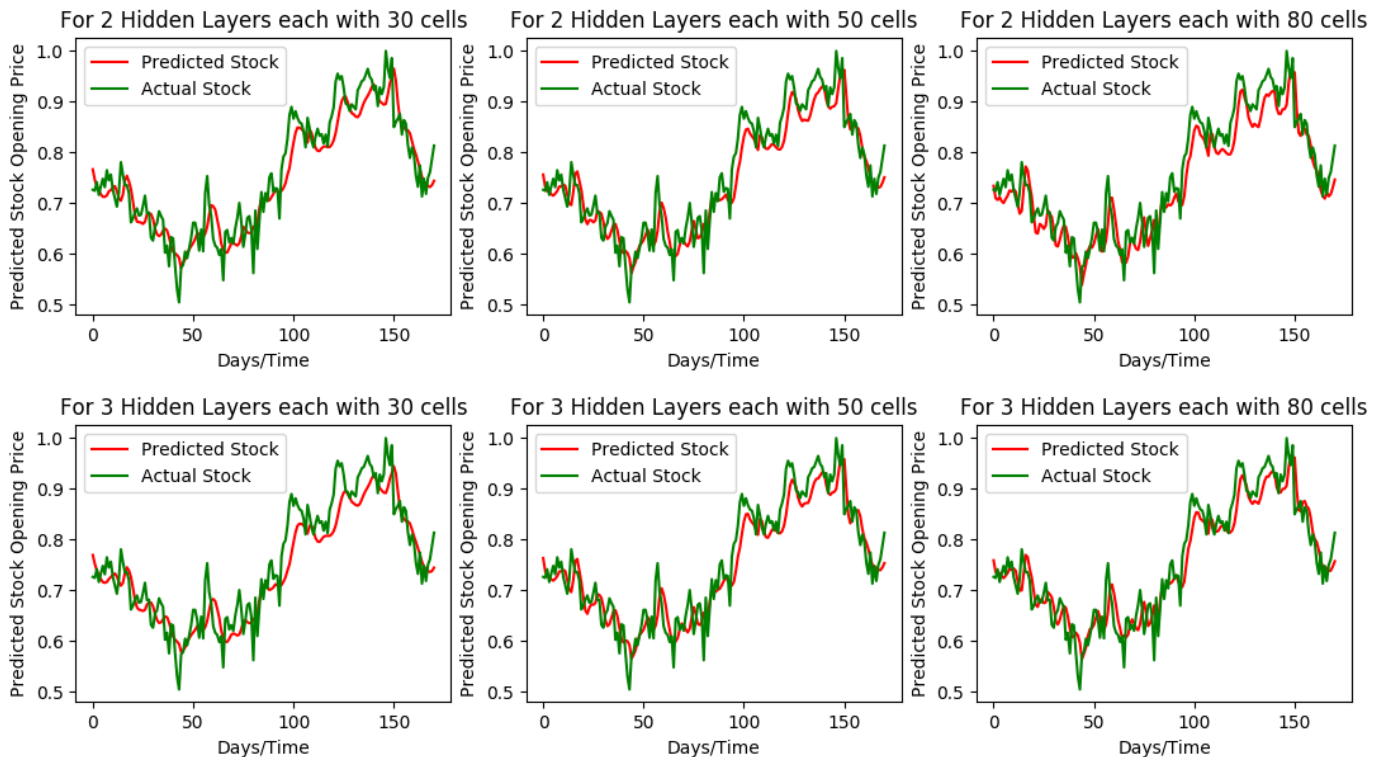 For 2 Hidden Layers each with 30 cells
Predicted Stock Opening Price
1.0
0.9
0.8
0.7
0.6
0.5
Predicted Stock
Actual Stock
0
50
100
150
Days/Time
For 2 Hidden Layers each with 50 cells
Predicted Stock Opening Price
1.0
0.9
0.8
0.7
0.6
0.5
Predicted Stock
Actual Stock
0
50
100
150
Days/Time
For 2 Hidden Layers each with 80 cells
Predicted Stock Opening Price
1.0
0.9
0.8
0.7
0.6
0.5
Predicted Stock
Actual Stock
0
50
100
150
Days/Time
For 3 Hidden Layers each with 30 cells
Predicted Stock Opening Price
1.0
0.9
0.8
0.7
0.6
0.5
Predicted Stock
Actual Stock
0
50
100
150
Days/Time
For 3 Hidden Layers each with 50 cells
Predicted Stock Opening Price
1.0
0.9
0.8
0.7
0.6
0.5
Predicted Stock
Actual Stock
0
50
100
150
Days/Time
For 3 Hidden Layers each with 80 cells
Predicted Stock Opening Price
1.0
0.9
0.8
0.7
0.6
0.5
Predicted Stock
Actual Stock
0
50
100
150
Days/Time